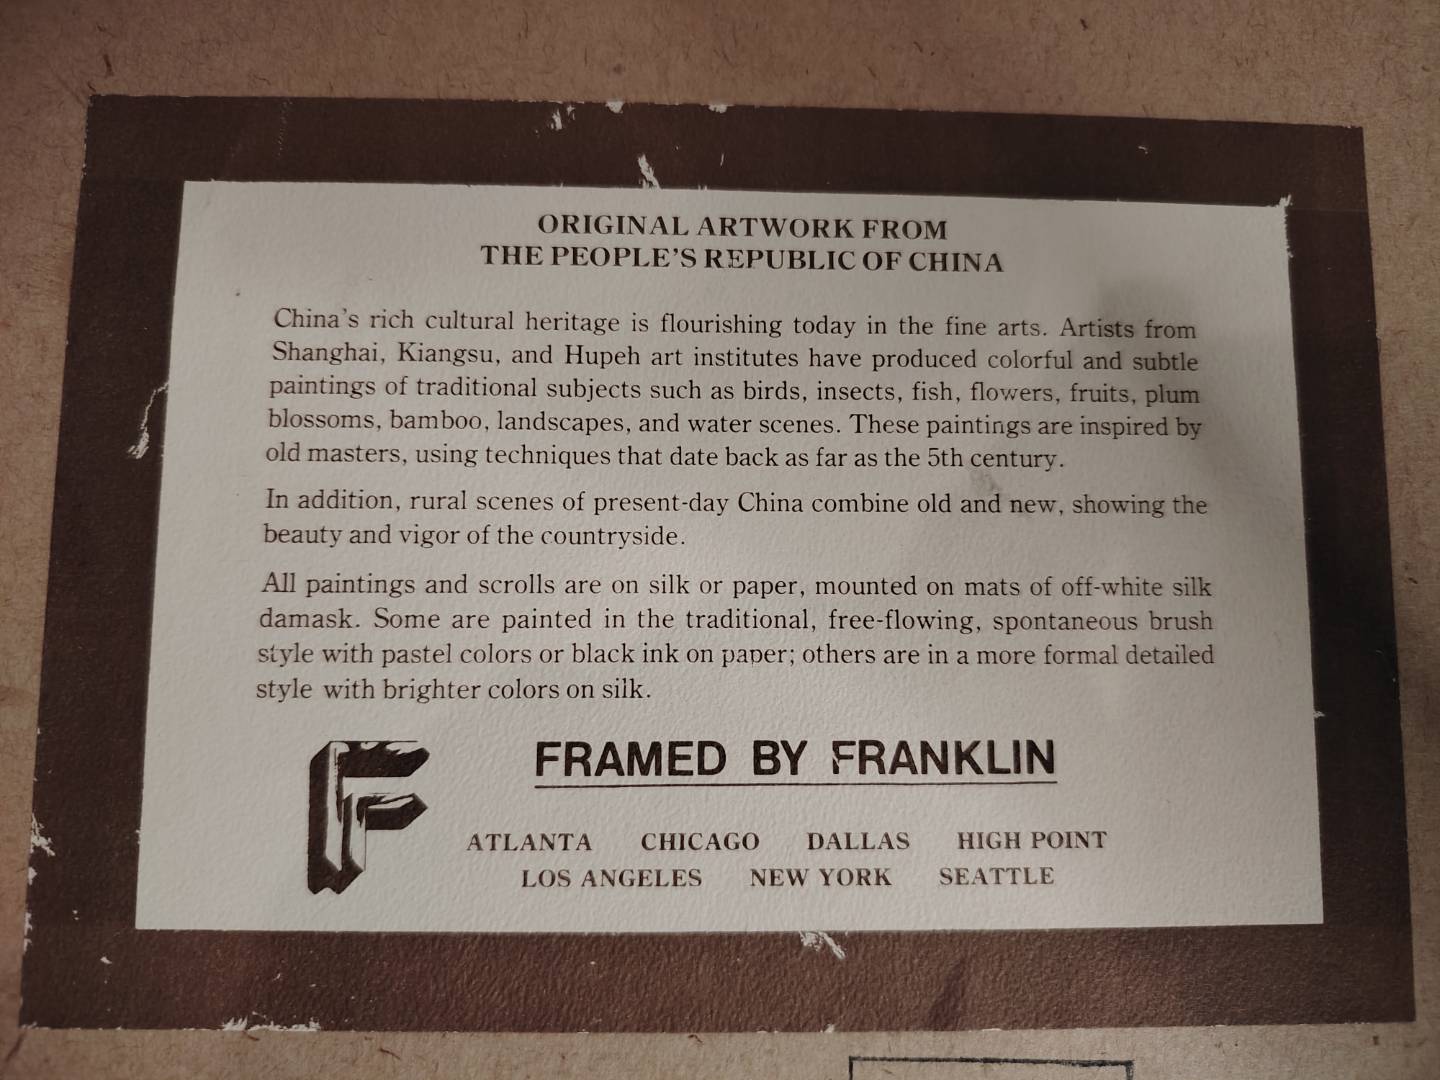 ORIGINAL ARTWORK FROM
THE PEOPLE'S REPUBLIC OF CHINA
China's rich cultural heritage is flourishing today in the fine arts. Artists from
Shanghai, Kiangsu, and Hupeh art institutes have produced colorful and subtle
paintings of traditional subjects such as birds, insects, fish, flowers, fruits, plum
blossoms, bamboo, landscapes, and water scenes. These paintings are inspired by
old masters, using techniques that date back as far as the 5th century.
In addition, rural scenes of present-day China combine old and new, showing the
beauty and vigor of the countryside.
All paintings and scrolls are on silk or paper, mounted on mats of off-white silk
damask. Some are painted in the traditional, free-flowing, spontaneous brush
style with pastel colors or black ink on paper; others are in a more formal detailed
style with brighter colors on silk.
F
FRAMED BY FRANKLIN
ATLANTA CHICAGO DALLAS HIGH POINT
LOS ANGELES NEW YORK SEATTLE